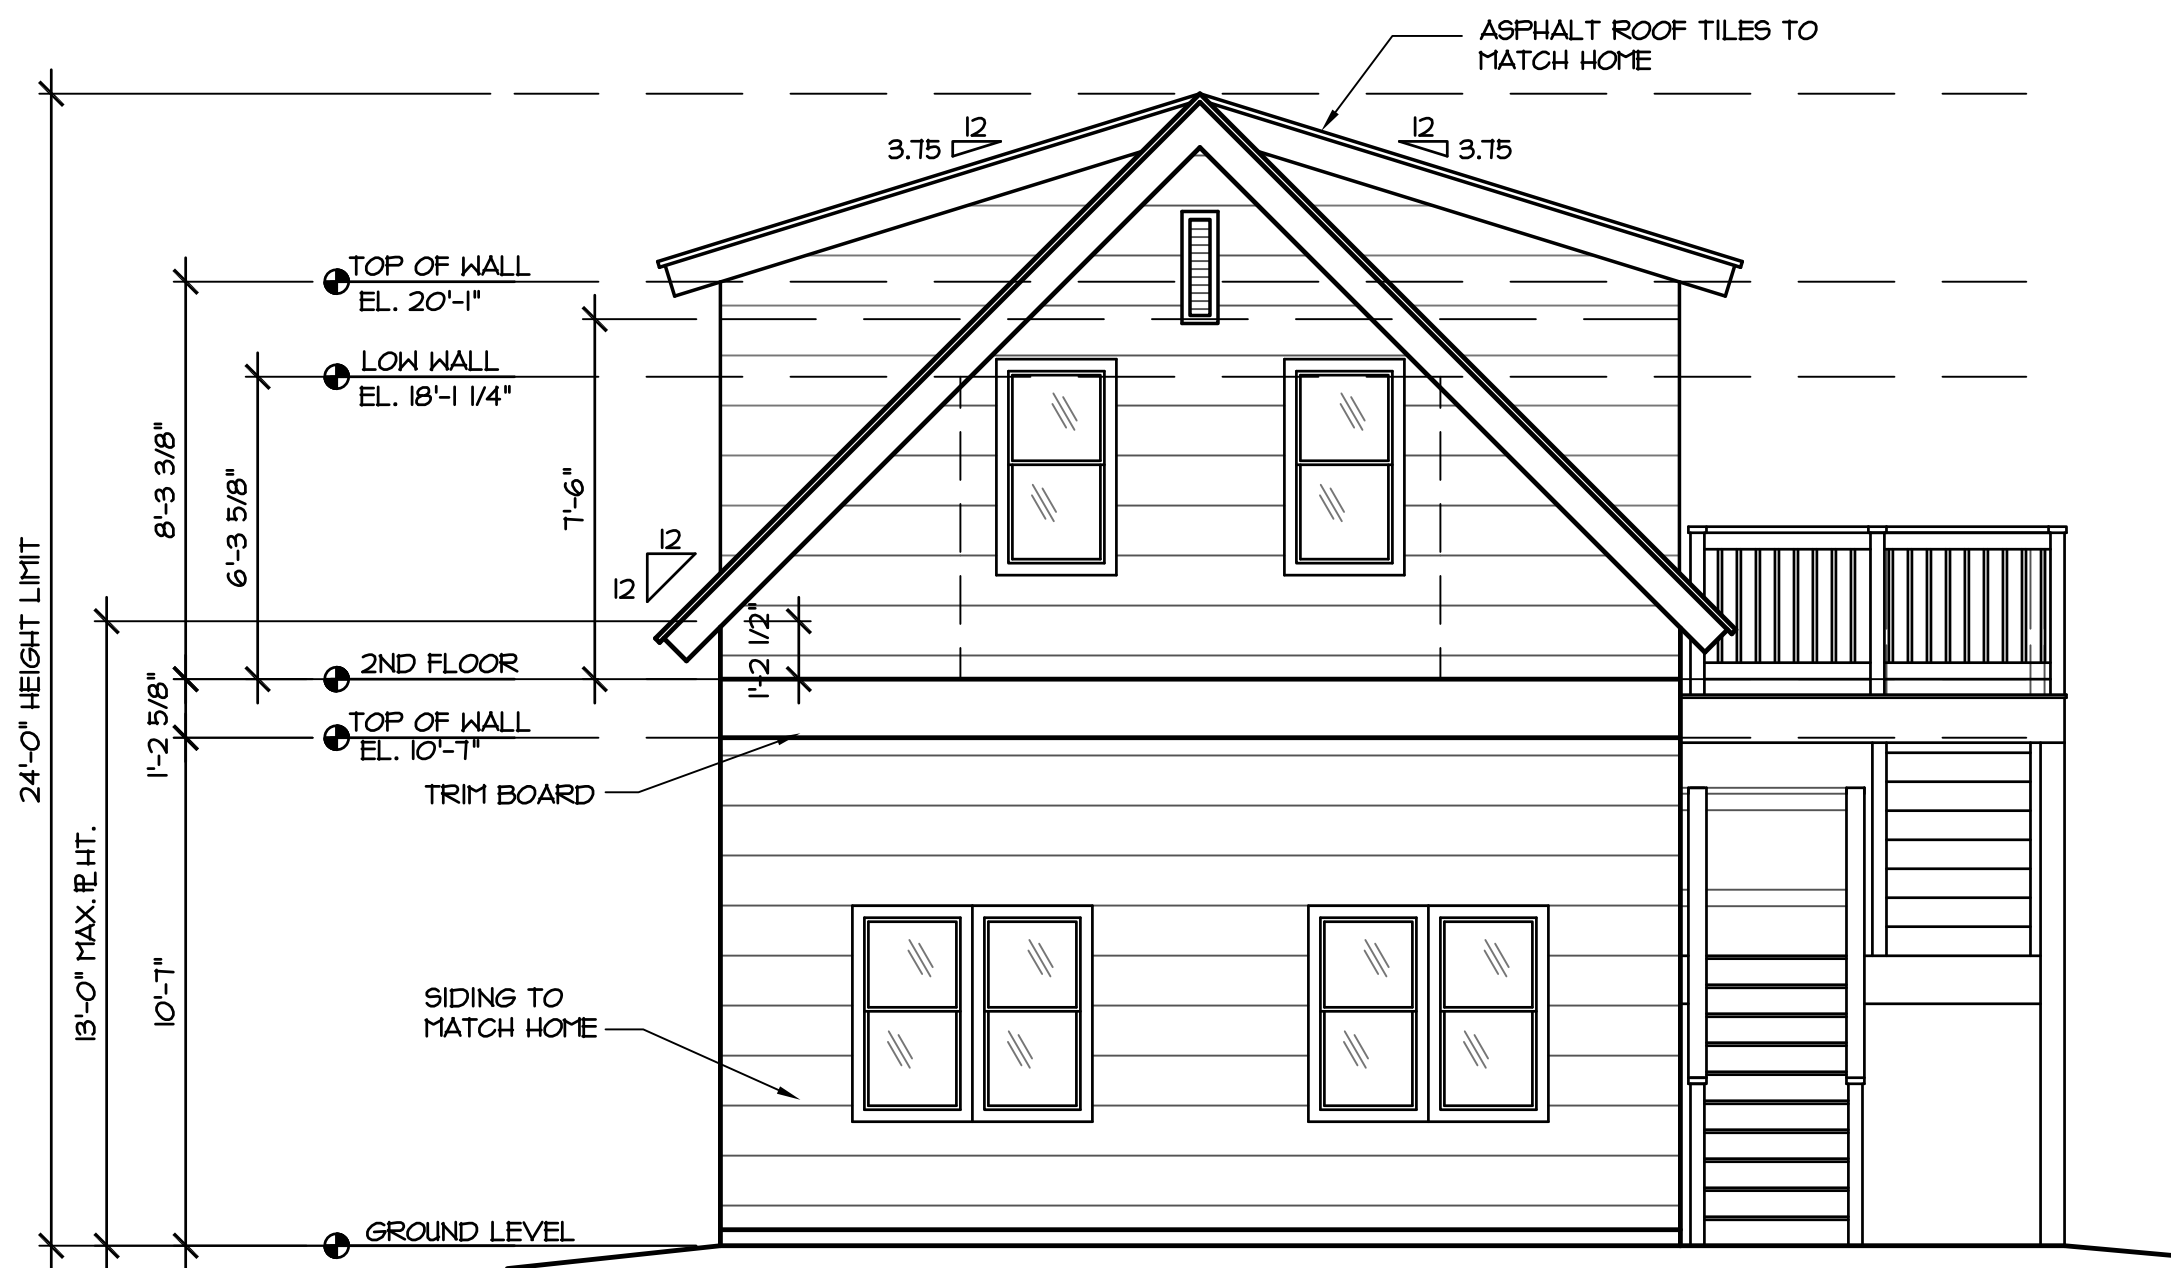 ASPHALT ROOF TILES TO
MATCH HOME
12
3.75
12
3.75
TOP OF WALL
EL. 20'-1"
LOW WALL
EL. 18'-1 1/4"
8'-3 3/8"
6'-3 5/8"
7'-6"
12
12
24'-0" HEIGHT LIMIT
1'-2 1/2"
2ND FLOOR
1'-2 5/8"
TOP OF WALL
EL. 10'-7"
TRIM BOARD
13'-0" MAX. PL HT.
10'-7"
SIDING TO
MATCH HOME
GROUND LEVEL